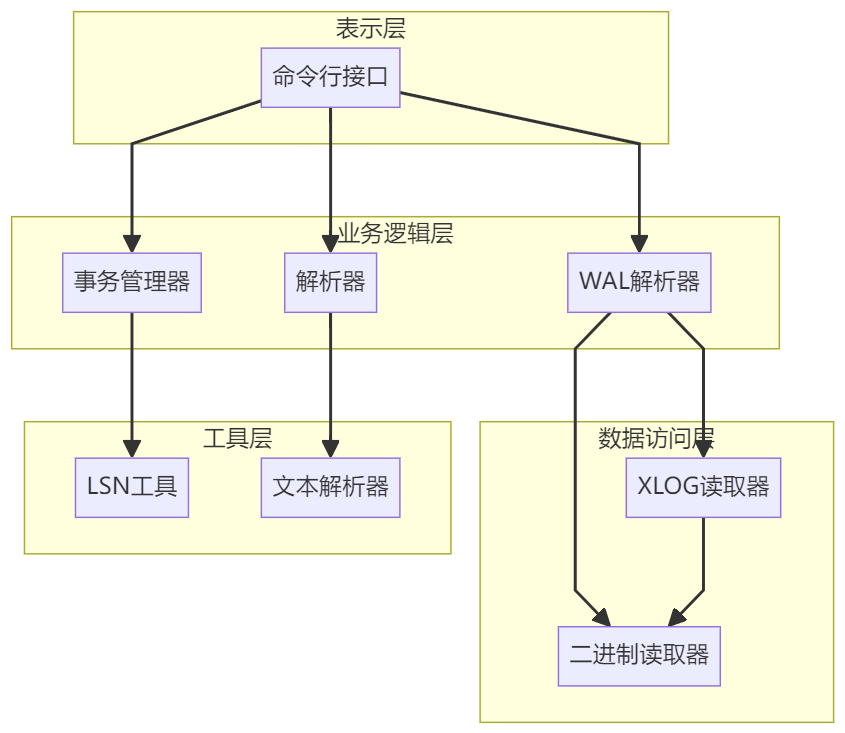 表示层
命令行接口
业务逻辑层
事务管理器
解析器
WAL解析器
工具层
数据访问层
LSN工具
文本解析器
XLOG读取器
二进制读取器